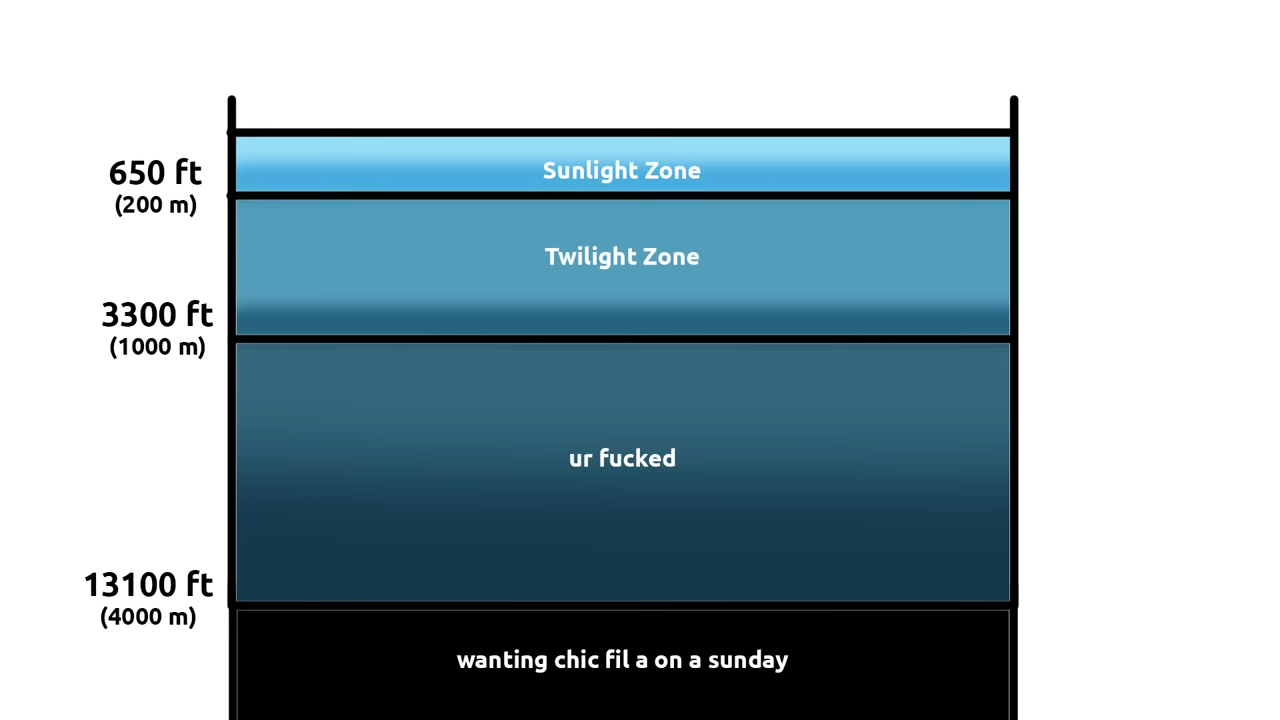 Sunlight Zone
650 ft
(200 m)
Twilight Zone
3300 ft
(1000 m)
ur fucked
13100 ft
(4000 m)
wanting chic fil a on a sunday